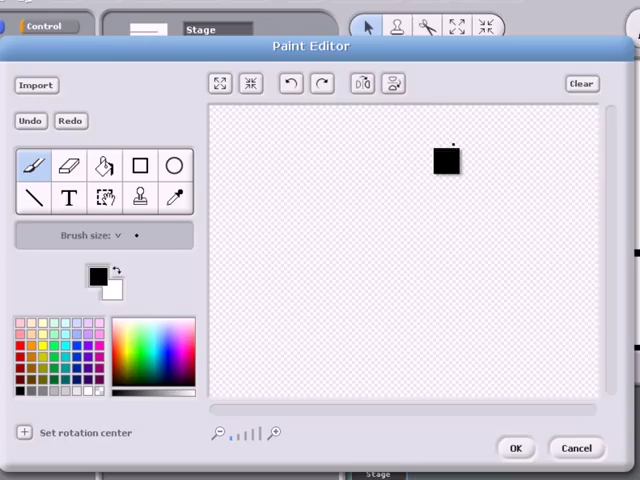 Control
Stage
Paint Editor
Import
Clear
Undo
Redo
T
Brush size:
Set rotation center
OK
Cancel
Stage